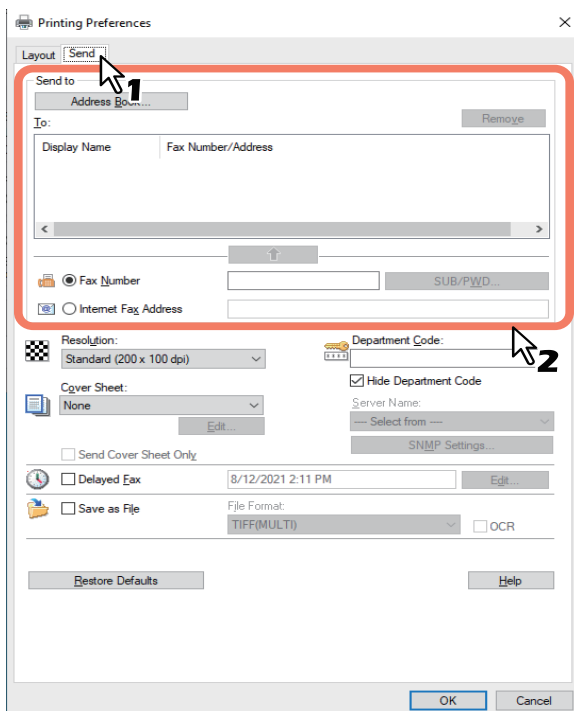 Printing Preferences
Layout Send
1
Send to
Address Book...
To:
Remove
Display Name Fax Number/Address
Fax Number
SUB/PWD...
Internet Fax Address
2
Resolution:
Standard (200 x 100 dpi)
Department Code:
Hide Department Code
Cover Sheet:
None
Server Name:
---- Select from ----
Edit...
SNMP Settings...
Send Cover Sheet Only
Delayed Fax
8/12/2021 2:11 PM
Edit...
Save as File
File Format:
TIFF(MULTI)
OCR
Restore Defaults
Help
OK
Cancel